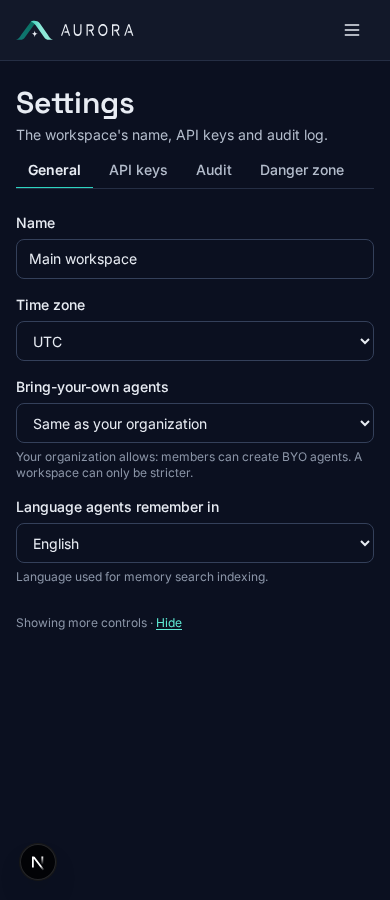 AURORA
Settings
The workspace's name, API keys and audit log.
General API keys Audit Danger zone
Name
Main workspace
Time zone
UTC
Bring-your-own agents
Same as your organization
Your organization allows: members can create BYO agents. A
workspace can only be stricter.
Language agents remember in
English
Language used for memory search indexing.
Showing more controls · Hide
N